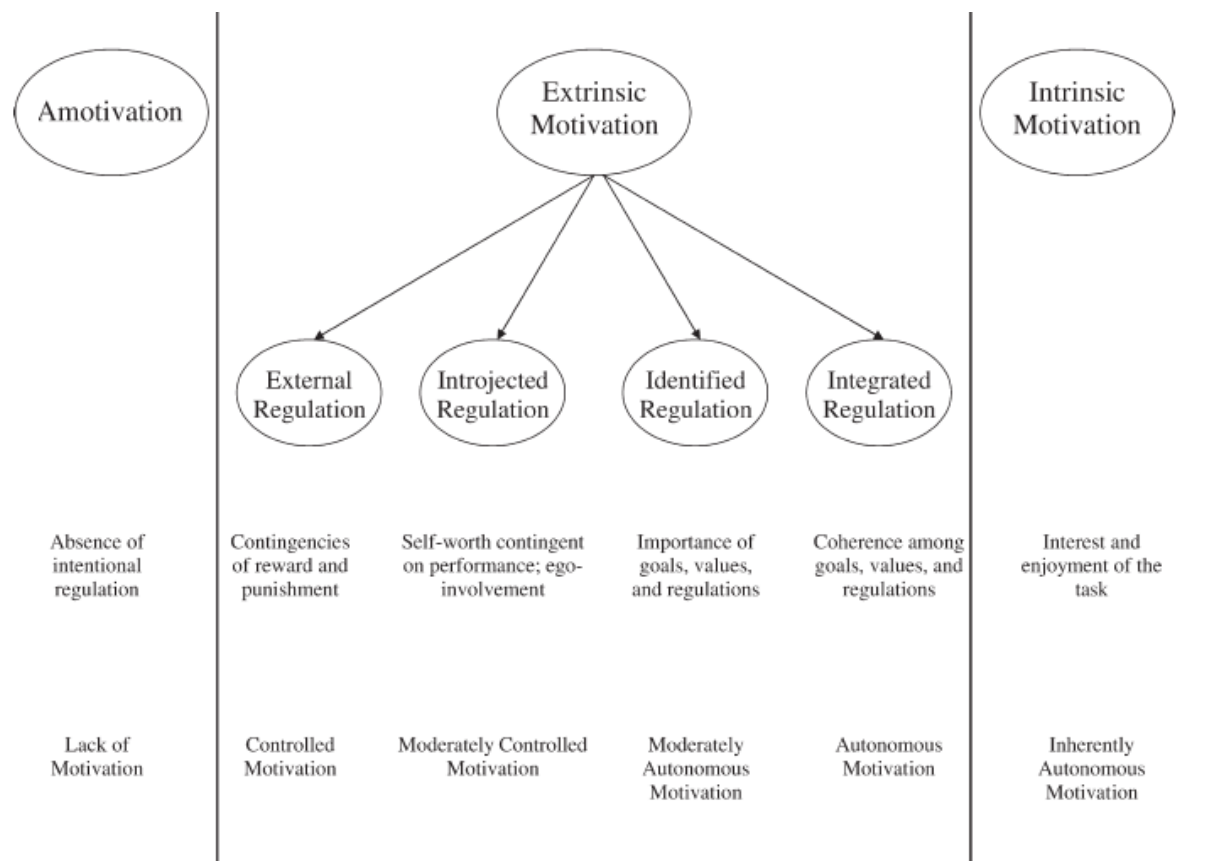 Amotivation
Extrinsic
Motivation
Intrinsic
Motivation
External
Regulation
Introjected
Regulation
Identified
Regulation
Integrated
Regulation
Absence of
intentional
regulation
Contingencies
of reward and
punishment
Self-worth contingent
on performance; ego-
involvement
Importance of
goals, values,
and regulations
Coherence among
goals, values, and
regulations
Interest and
enjoyment of the
task
Lack of
Motivation
Controlled
Motivation
Moderately Controlled
Motivation
Moderately
Autonomous
Motivation
Autonomous
Motivation
Inherently
Autonomous
Motivation